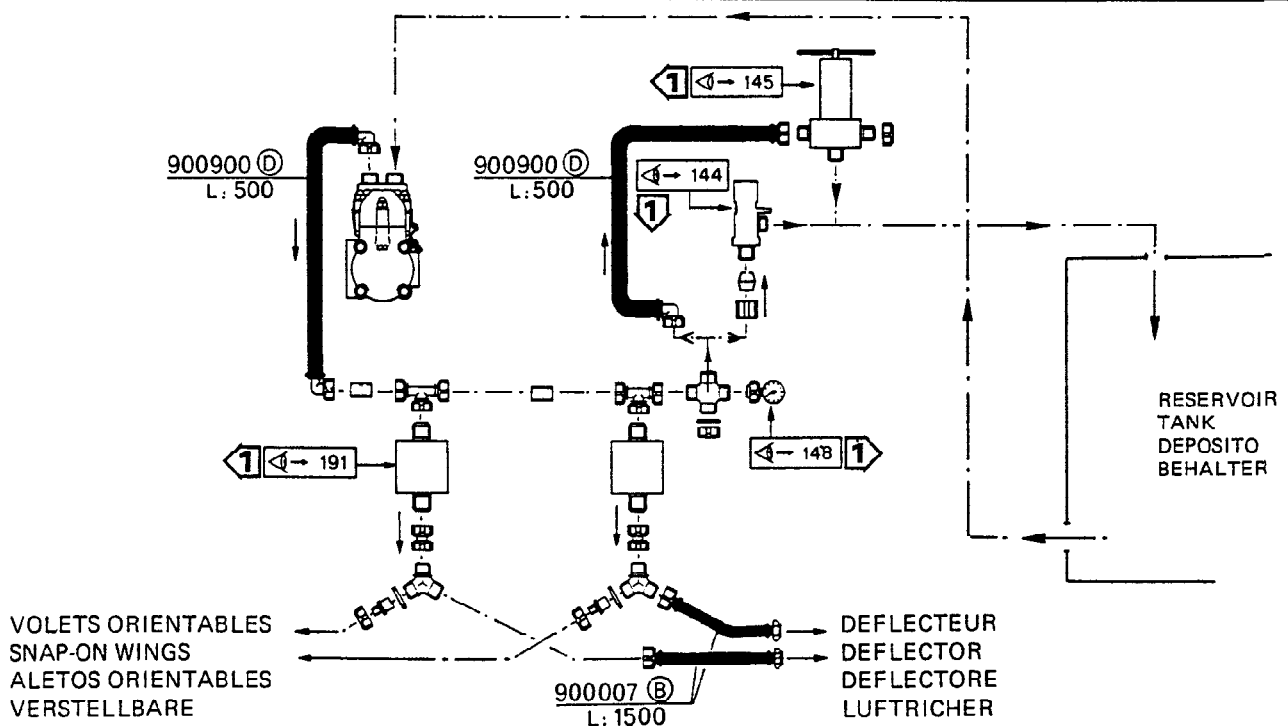 1 → 145
900900 D
L: 500
900900 D
L: 500
→ 144
1
RESERVOIR
TANK
DEPOSITO
BEHALTER
1 → 191
→ 148 1
VOLETS ORIENTABLES
SNAP-ON WINGS
ALETOS ORIENTABLES
VERSTELLBARE
DEFLECTEUR
DEFLECTOR
DEFLECTORE
LUFTRICHER
900007 B
L: 1500